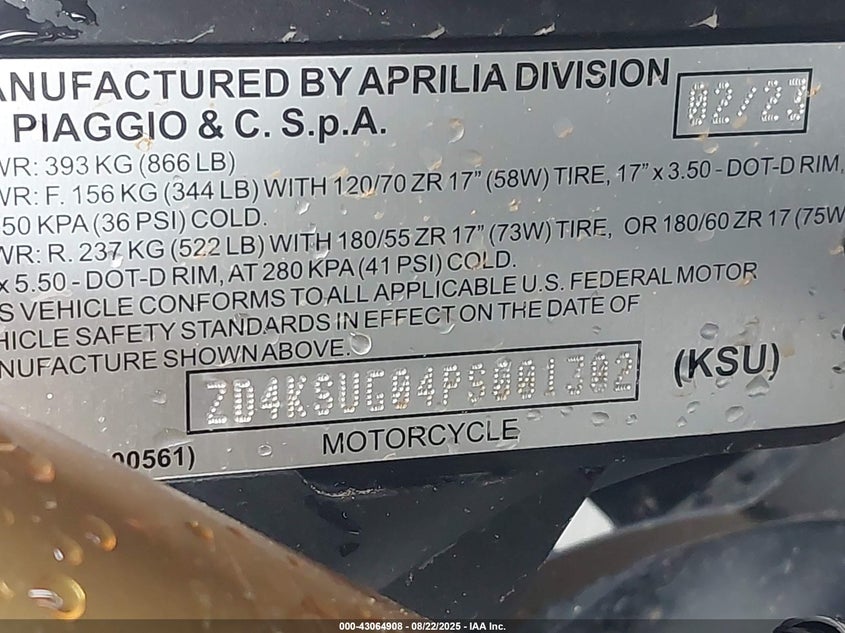 ANUFACTURED BY APRILIA DIVISION 02/23
PIAGGIO & C. S.p.A.
WR: 393 KG (866 LB)
WR: F. 156 KG (344 LB) WITH 120/70 ZR 17" (58W) TIRE, 17" x 3.50 - DOT-D RIM,
50 KPA (36 PSI) COLD.
WR: R. 237 KG (522 LB) WITH 180/55 ZR 17" (73W) TIRE, OR 180/60 ZR 17 (75W
x 5.50 - DOT-D RIM, AT 280 KPA (41 PSI) COLD.
S VEHICLE CONFORMS TO ALL APPLICABLE U.S. FEDERAL MOTOR
HICLE SAFETY STANDARDS IN EFFECT ON THE DATE OF
NUFACTURE SHOWN ABOVE.
ZD4KSUG04PS001302 (KSU)
00561) MOTORCYCLE
000-43064908 - 08/22/2025 - IAA Inc.